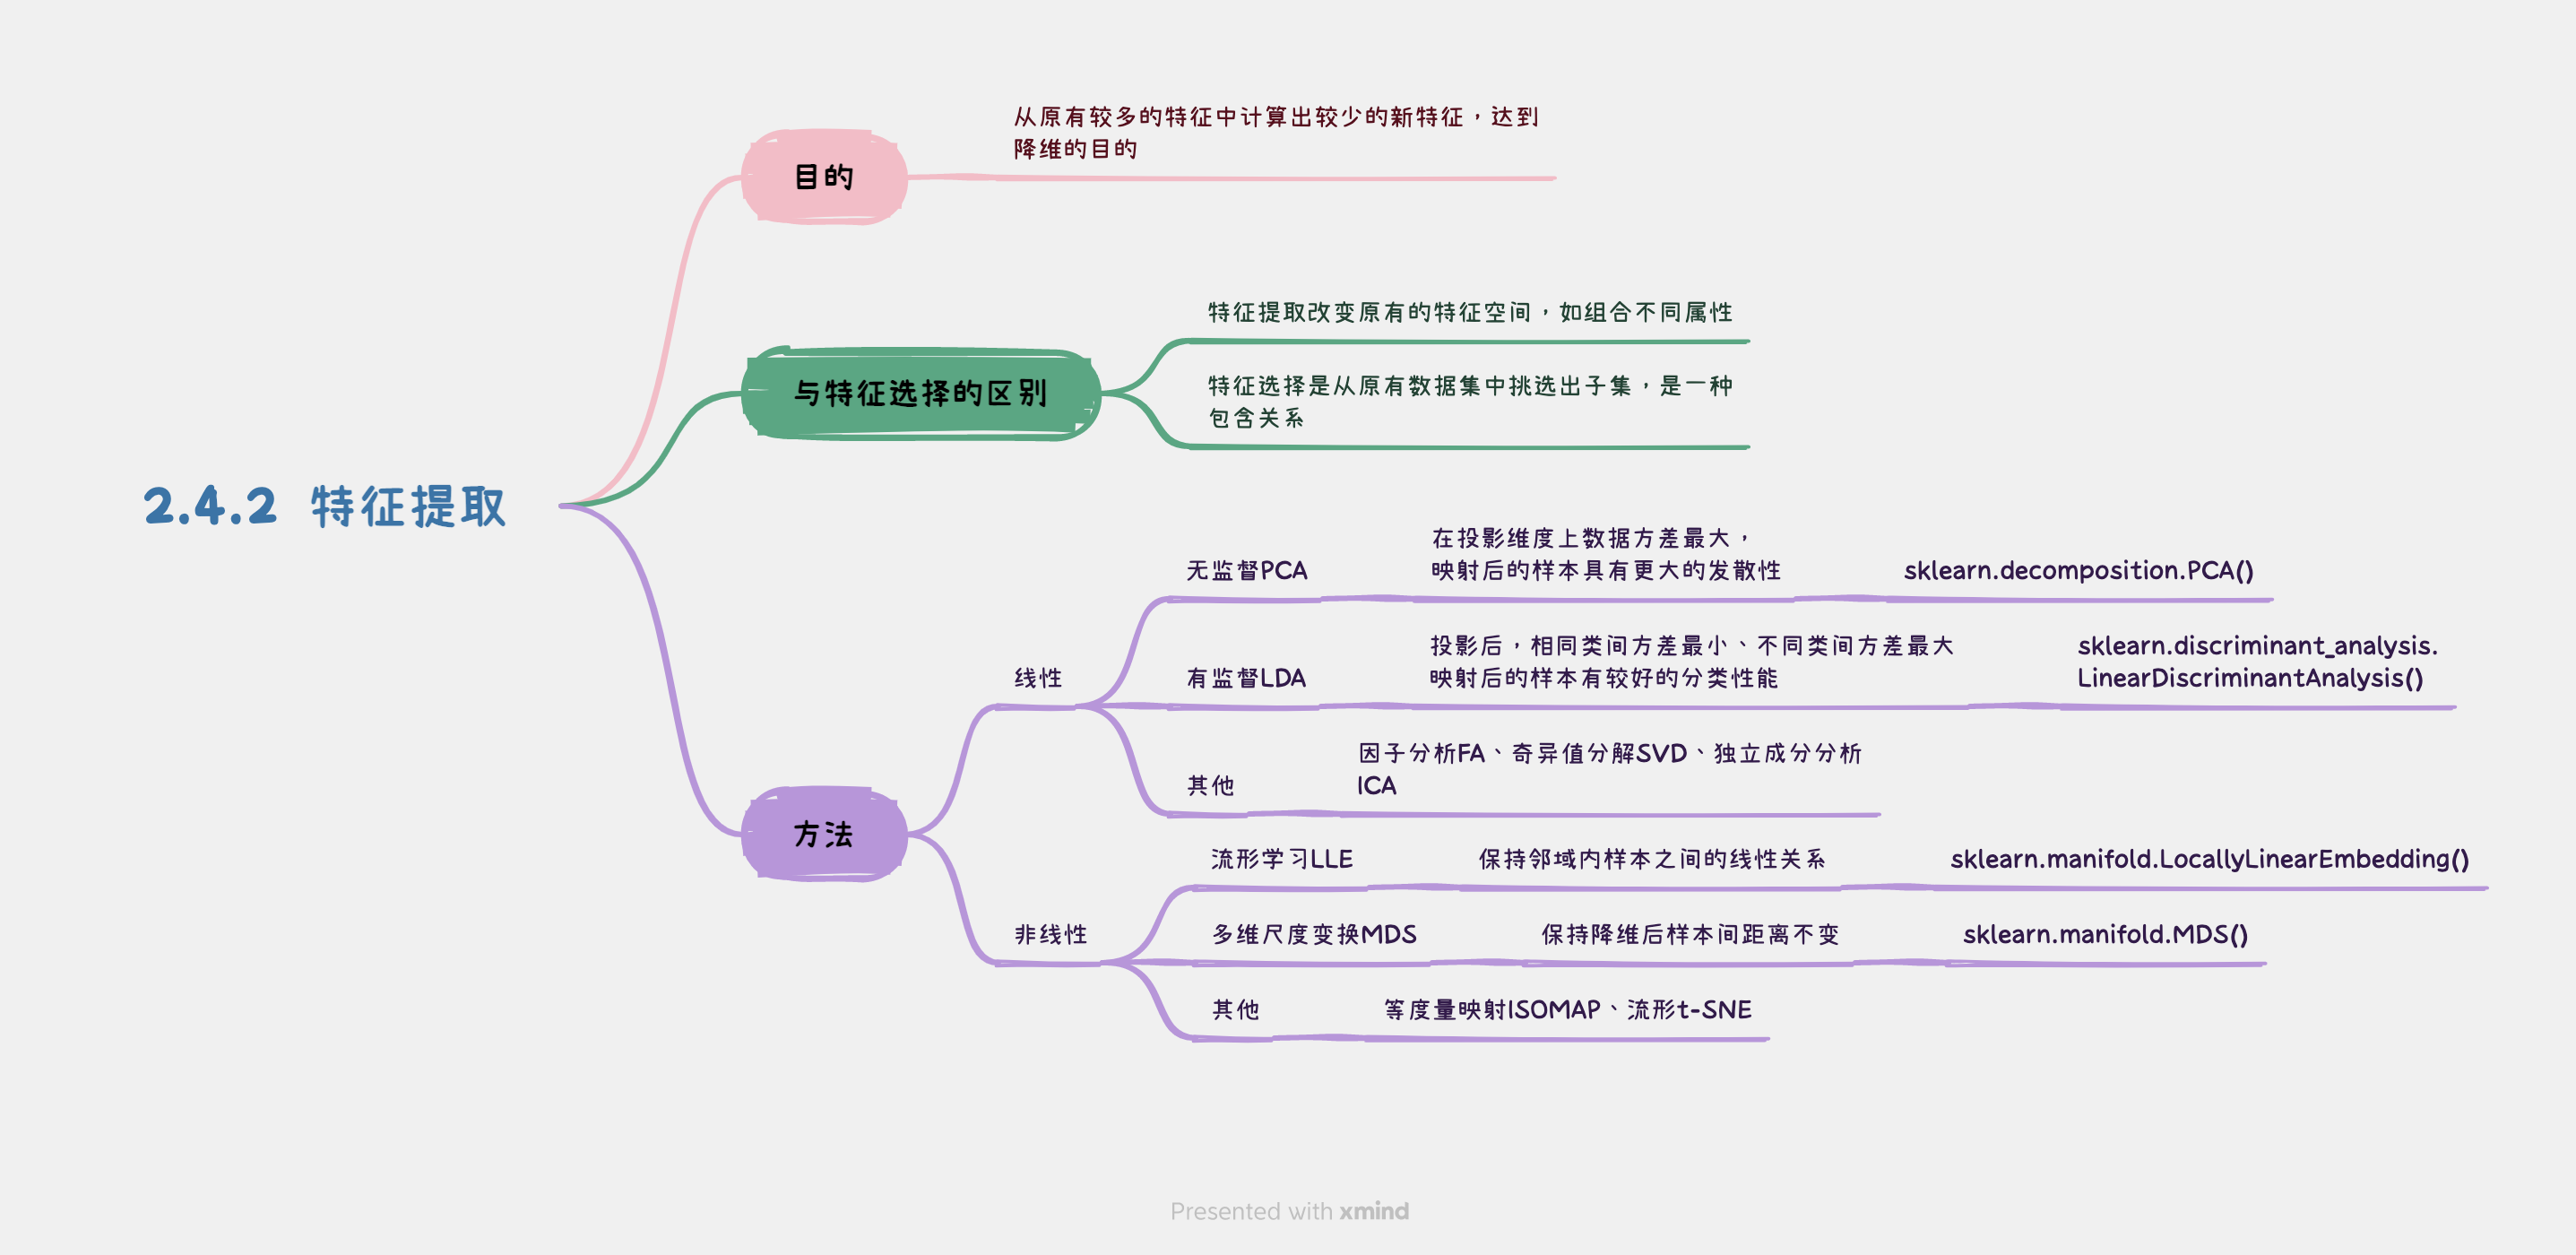 2.4.2 特征提取
目的
从原有较多的特征中计算出较少的新特征，达到
降维的目的
与特征选择的区别
特征提取改变原有的特征空间，如组合不同属性
特征选择是从原有数据集中挑选出子集，是一种
包含关系
方法
线性
无监督PCA
在投影维度上数据方差最大，
映射后的样本具有更大的发散性
sklearn.decomposition.PCA()
有监督LDA
投影后，相同类间方差最小、不同类间方差最大
映射后的样本有较好的分类性能
sklearn.discriminant_analysis.
LinearDiscriminantAnalysis()
其他
因子分析FA、奇异值分解SVD、独立成分分析
ICA
非线性
流形学习LLE
保持邻域内样本之间的线性关系
sklearn.manifold.LocallyLinearEmbedding()
多维尺度变换MDS
保持降维后样本间距离不变
sklearn.manifold.MDS()
其他
等度量映射ISOMAP、流形t-SNE
Presented with xmind